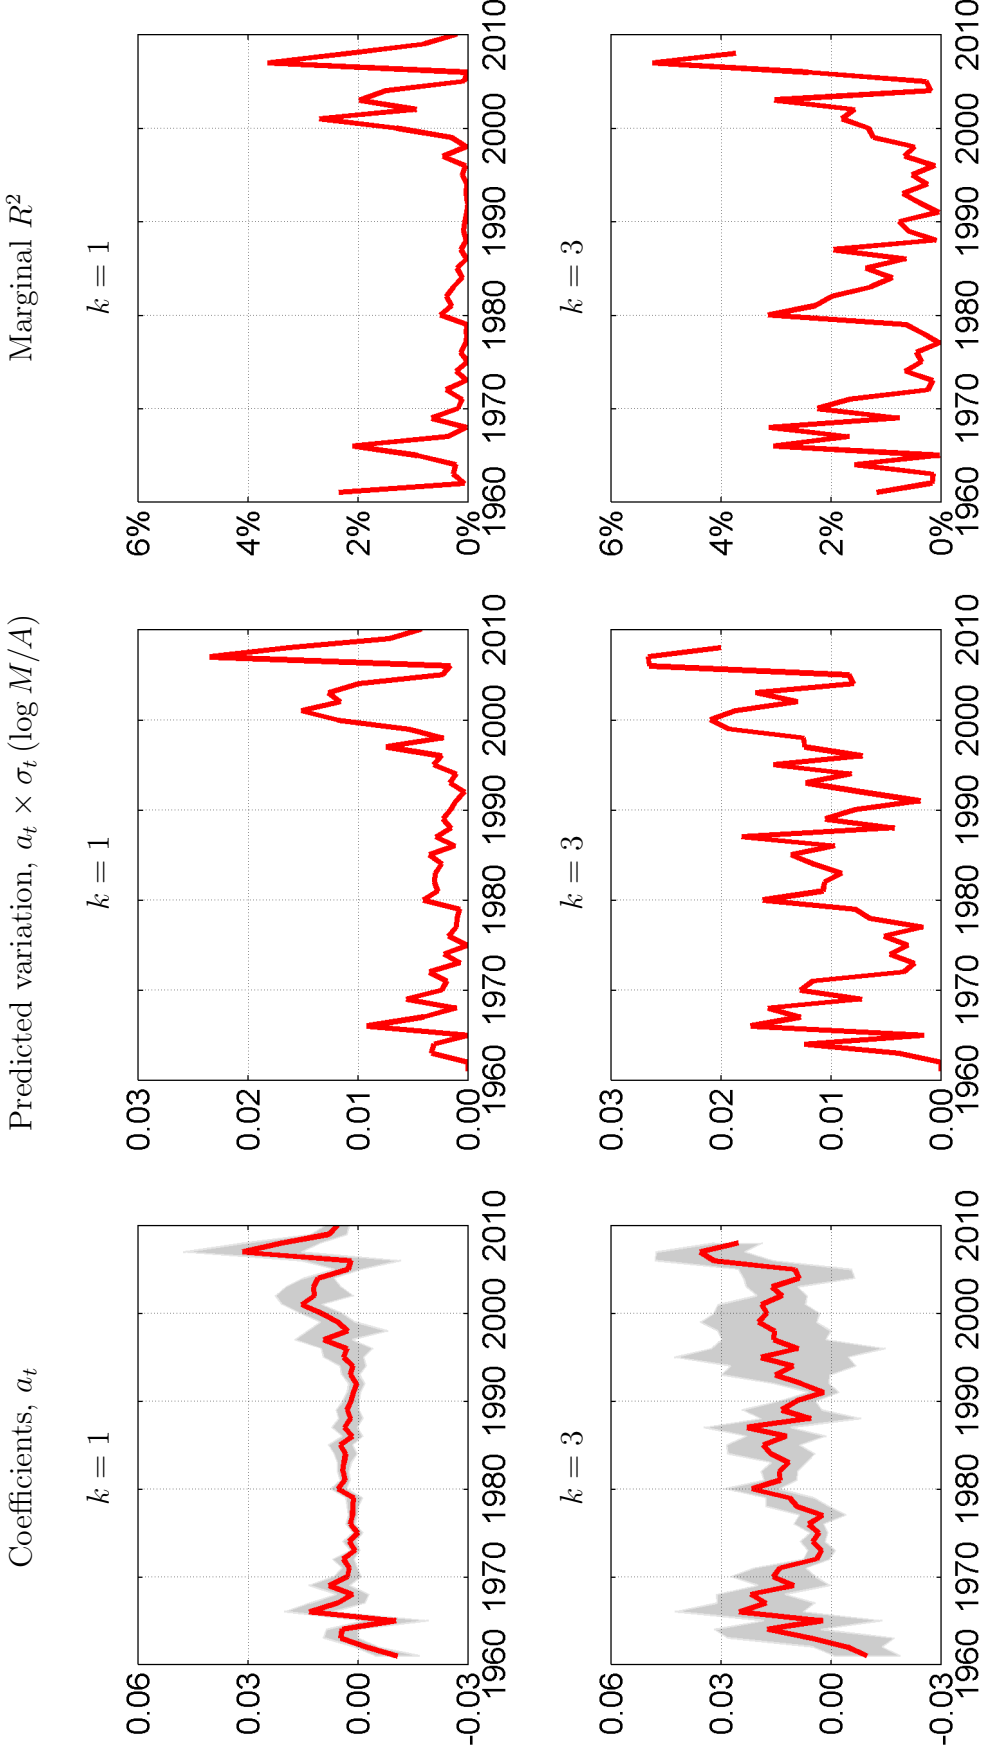 Coefficients, a_t
Predicted variation, a_t × σ_t (log M/A)
Marginal R²
k = 1
k = 1
k = 1
0.06
0.03
0.00
-0.03
1960 1970 1980 1990 2000 2010
0.03
0.02
0.01
0.00
1960 1970 1980 1990 2000 2010
6%
4%
2%
0%
1960 1970 1980 1990 2000 2010
k = 3
k = 3
k = 3
0.06
0.03
0.00
-0.03
1960 1970 1980 1990 2000 2010
0.03
0.02
0.01
0.00
1960 1970 1980 1990 2000 2010
6%
4%
2%
0%
1960 1970 1980 1990 2000 2010